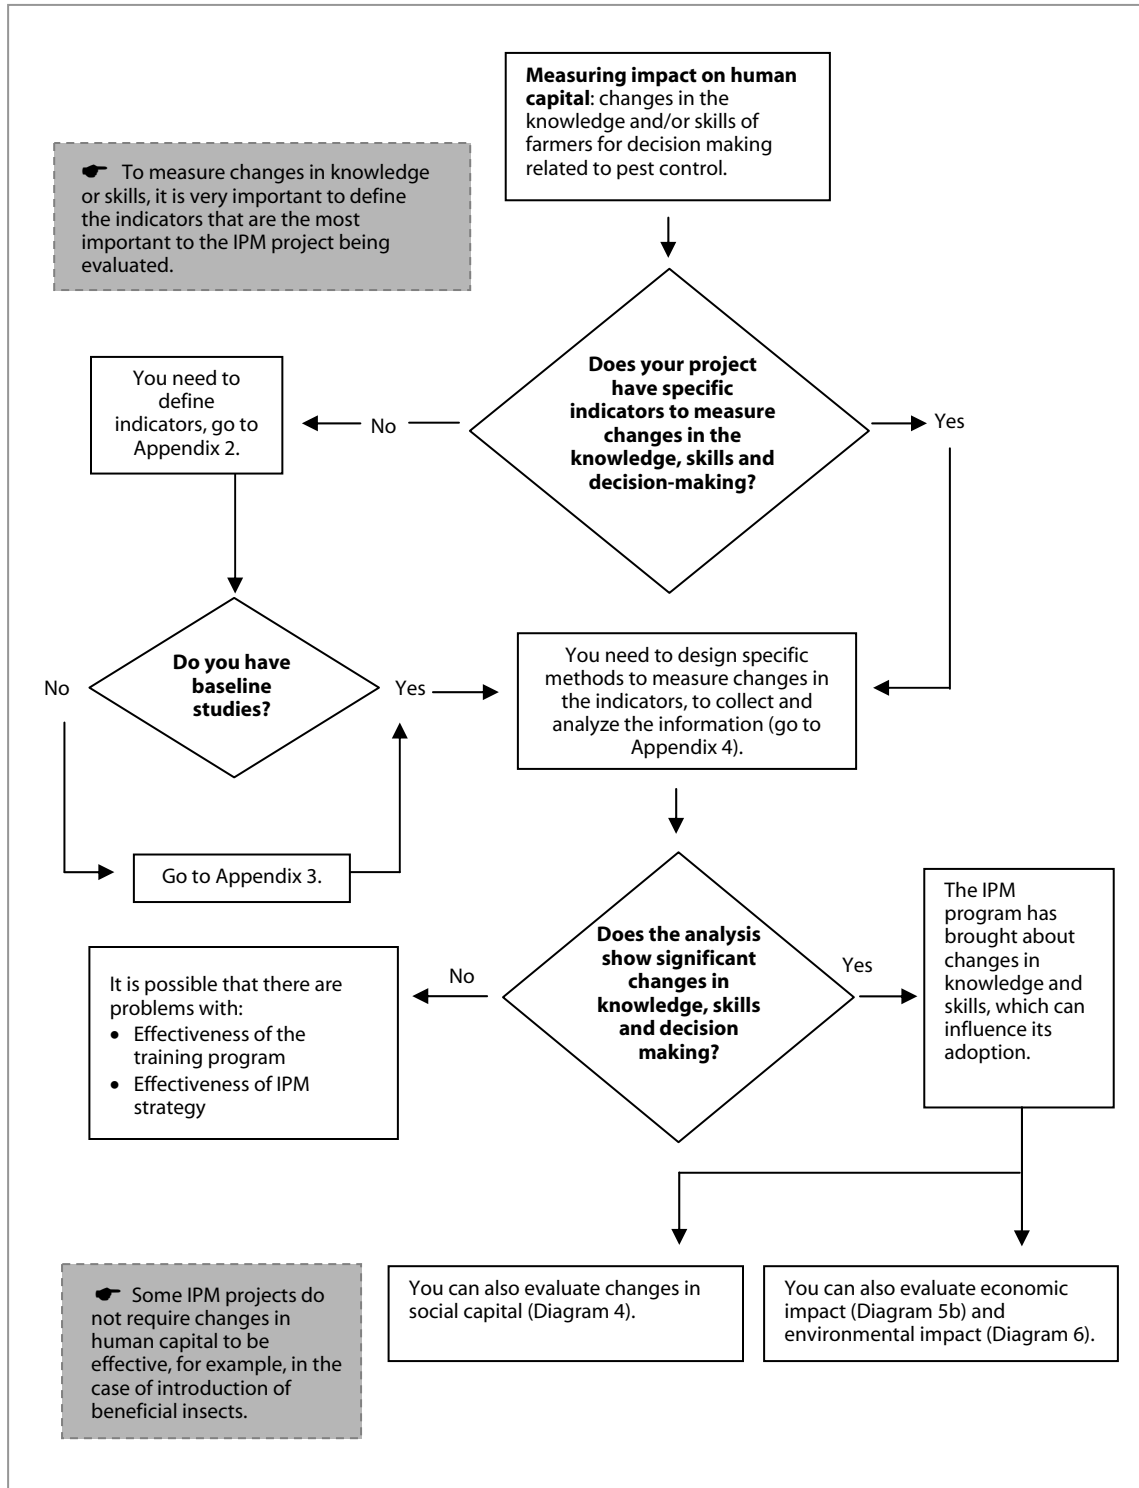 Measuring impact on human
capital: changes in the
knowledge and/or skills of
farmers for decision making
related to pest control.
☛ To measure changes in knowledge
or skills, it is very important to define
the indicators that are the most
important to the IPM project being
evaluated.
Does your project
have specific
indicators to measure
changes in the
knowledge, skills and
decision-making?
No
Yes
You need to
define
indicators, go to
Appendix 2.
Do you have
baseline
studies?
No
Yes
You need to design specific
methods to measure changes in
the indicators, to collect and
analyze the information (go to
Appendix 4).
Go to Appendix 3.
Does the analysis
show significant
changes in
knowledge, skills
and decision
making?
No
Yes
It is possible that there are
problems with:
• Effectiveness of the
training program
• Effectiveness of IPM
strategy
The IPM
program has
brought about
changes in
knowledge and
skills, which can
influence its
adoption.
You can also evaluate changes in
social capital (Diagram 4).
You can also evaluate economic
impact (Diagram 5b) and
environmental impact (Diagram 6).
☛ Some IPM projects do
not require changes in
human capital to be
effective, for example, in the
case of introduction of
beneficial insects.